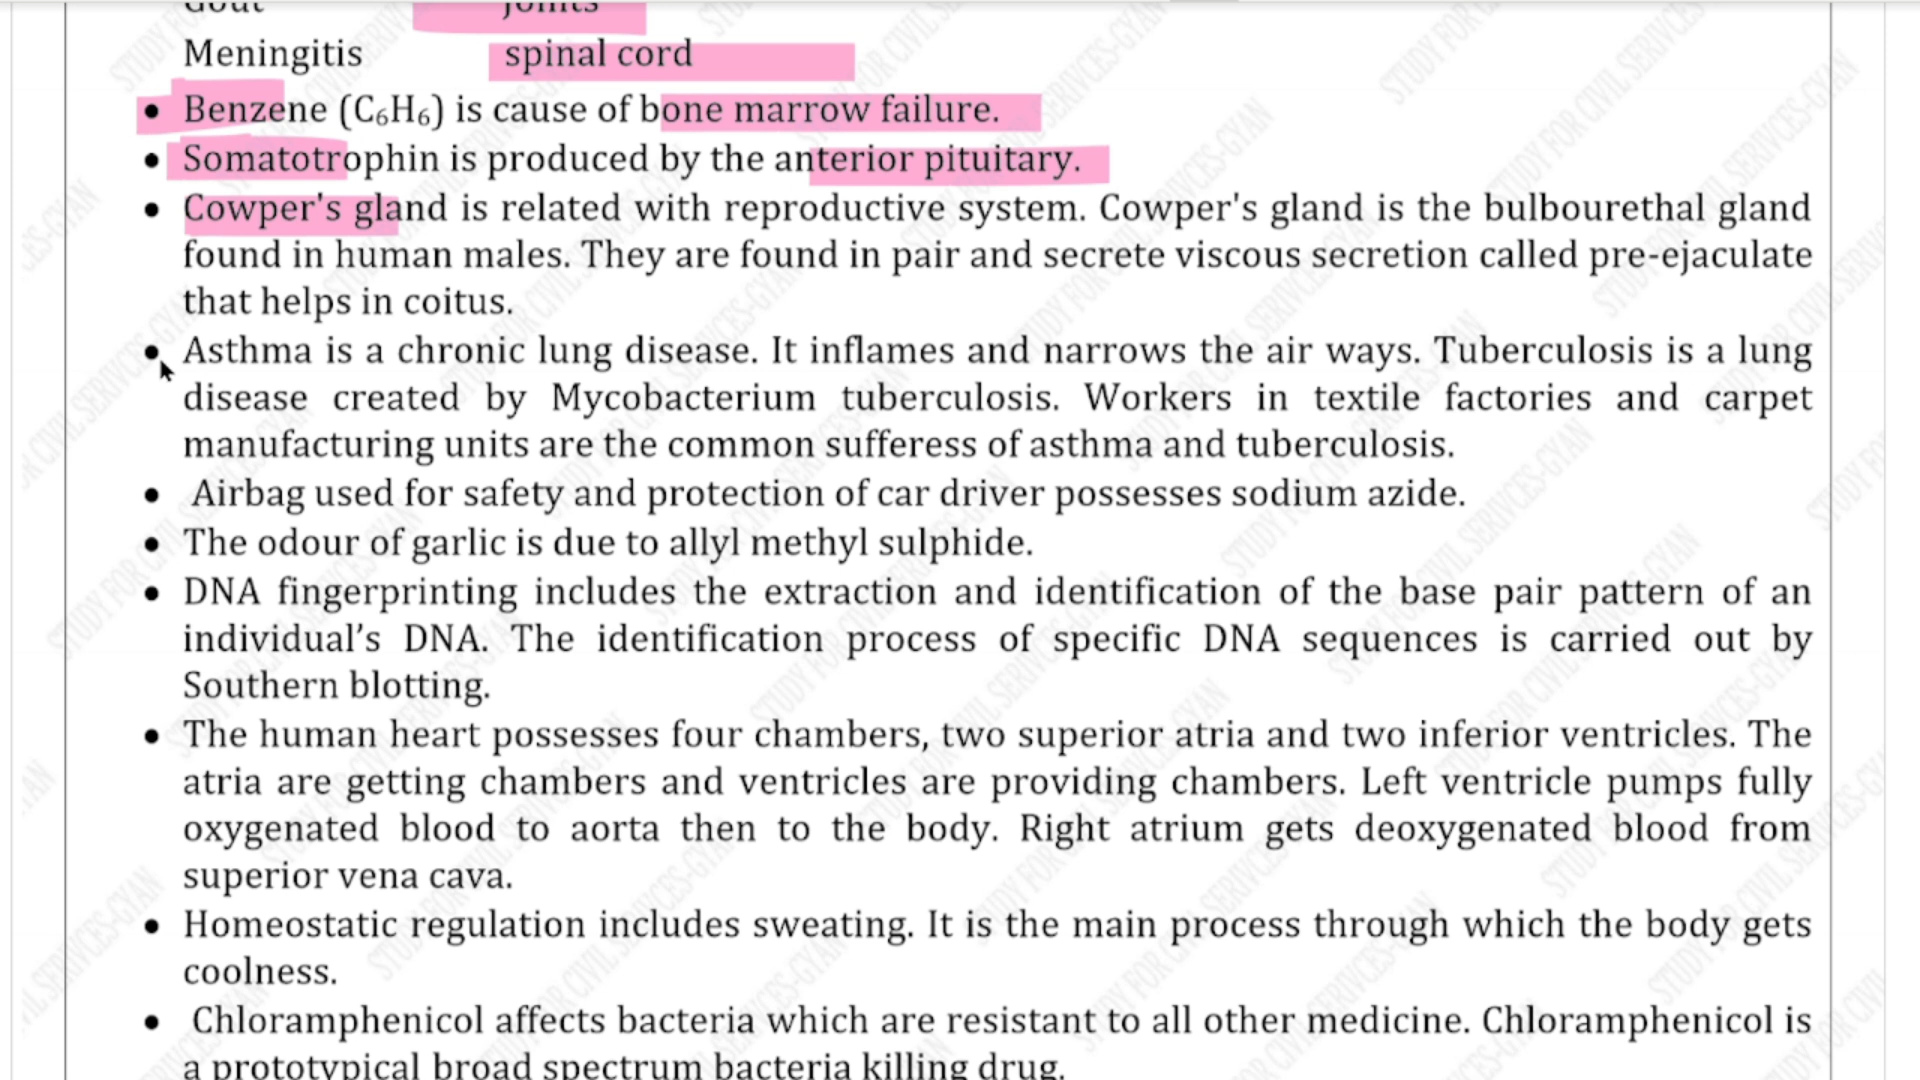 Gout joints
Meningitis spinal cord
• Benzene (C₆H₆) is cause of bone marrow failure.
• Somatotrophin is produced by the anterior pituitary.
• Cowper's gland is related with reproductive system. Cowper's gland is the bulbourethal gland
found in human males. They are found in pair and secrete viscous secretion called pre-ejaculate
that helps in coitus.
• Asthma is a chronic lung disease. It inflames and narrows the air ways. Tuberculosis is a lung
disease created by Mycobacterium tuberculosis. Workers in textile factories and carpet
manufacturing units are the common sufferess of asthma and tuberculosis.
• Airbag used for safety and protection of car driver possesses sodium azide.
• The odour of garlic is due to allyl methyl sulphide.
• DNA fingerprinting includes the extraction and identification of the base pair pattern of an
individual’s DNA. The identification process of specific DNA sequences is carried out by
Southern blotting.
• The human heart possesses four chambers, two superior atria and two inferior ventricles. The
atria are getting chambers and ventricles are providing chambers. Left ventricle pumps fully
oxygenated blood to aorta then to the body. Right atrium gets deoxygenated blood from
superior vena cava.
• Homeostatic regulation includes sweating. It is the main process through which the body gets
coolness.
• Chloramphenicol affects bacteria which are resistant to all other medicine. Chloramphenicol is
a prototypical broad spectrum bacteria killing drug.
STUDY FOR CIVIL SERIVCES-GYAN